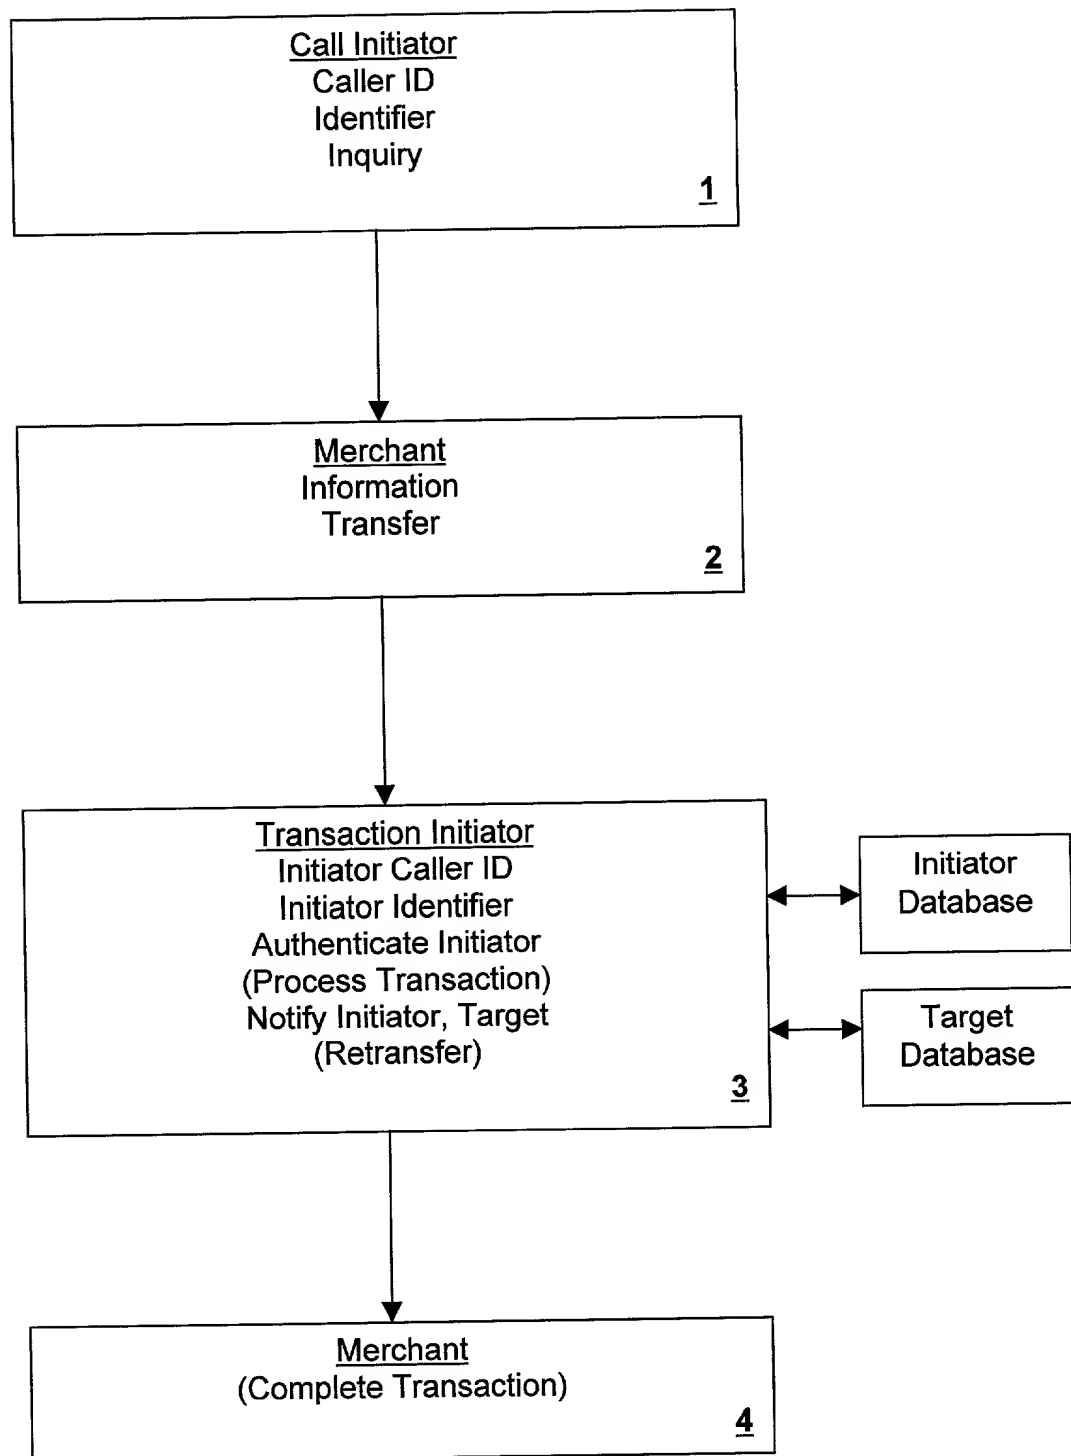 Call Initiator
Caller ID
Identifier
Inquiry
1
Merchant
Information
Transfer
2
Transaction Initiator
Initiator Caller ID
Initiator Identifier
Authenticate Initiator
(Process Transaction)
Notify Initiator, Target
(Retransfer)
3
Initiator
Database
Target
Database
Merchant
(Complete Transaction)
4